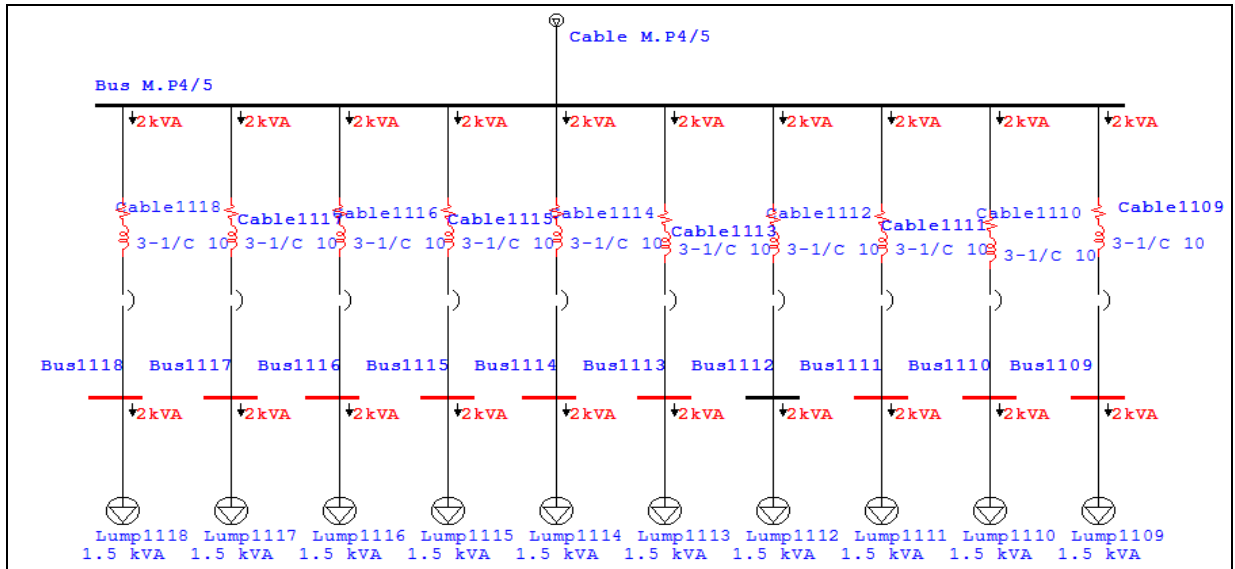 Cable M.P4/5
Bus M.P4/5
2kVA 2kVA 2kVA 2kVA 2kVA 2kVA 2kVA 2kVA 2kVA 2kVA
Cable1118 Cable1117 Cable1116 Cable1115 Cable1114 Cable1113 Cable1112 Cable1111 Cable1110 Cable1109
3-1/C 10 3-1/C 10 3-1/C 10 3-1/C 10 3-1/C 10 3-1/C 10 3-1/C 10 3-1/C 10 3-1/C 10 3-1/C 10
Bus1118 Bus1117 Bus1116 Bus1115 Bus1114 Bus1113 Bus1112 Bus1111 Bus1110 Bus1109
2kVA 2kVA 2kVA 2kVA 2kVA 2kVA 2kVA 2kVA 2kVA 2kVA
Lump1118 Lump1117 Lump1116 Lump1115 Lump1114 Lump1113 Lump1112 Lump1111 Lump1110 Lump1109
1.5 kVA 1.5 kVA 1.5 kVA 1.5 kVA 1.5 kVA 1.5 kVA 1.5 kVA 1.5 kVA 1.5 kVA 1.5 kVA